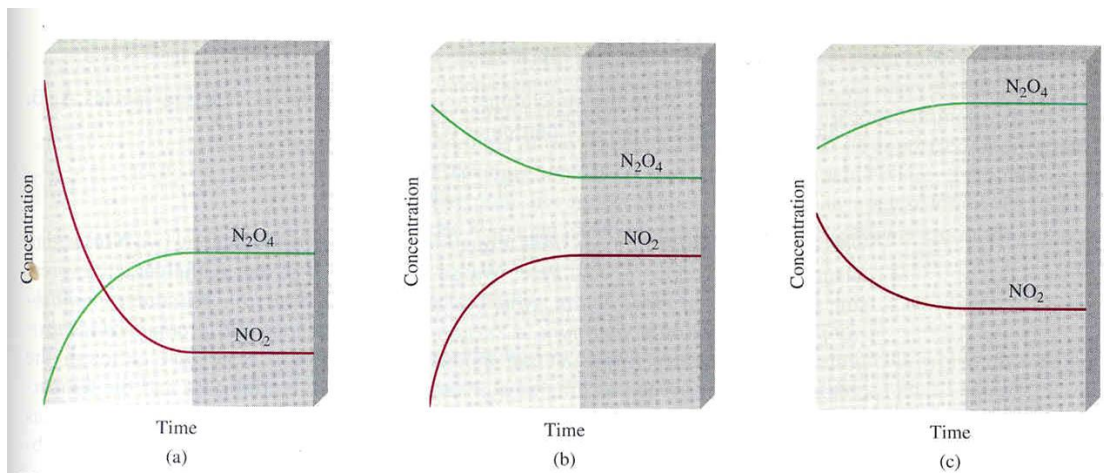 Concentration
N₂O₄
NO₂
Time
(a)
Concentration
N₂O₄
NO₂
Time
(b)
Concentration
N₂O₄
NO₂
Time
(c)